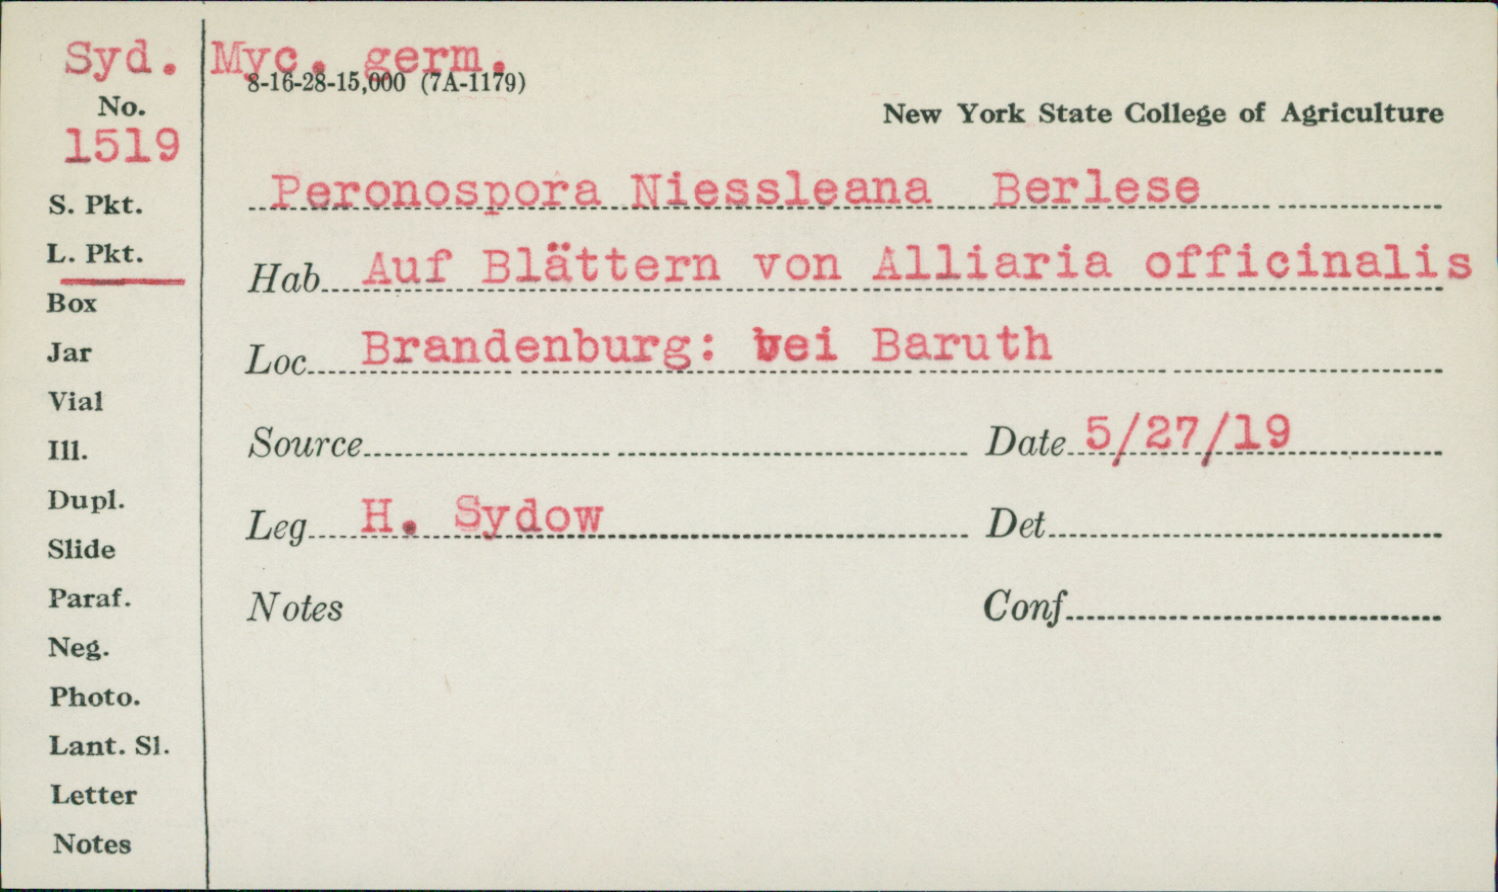 Syd. Myc. germ.
8-16-28-15,000 (7A-1179)
No.
1519
New York State College of Agriculture
S. Pkt.
Peronospora Niessleana Berlese
L. Pkt.
Hab. Auf Blättern von Alliaria officinalis
Box
Jar
Loc. Brandenburg: bei Baruth
Vial
Ill.
Source Date 5/27/19
Dupl.
Leg. H. Sydow Det
Slide
Paraf.
Notes Conf
Neg.
Photo.
Lant. Sl.
Letter
Notes